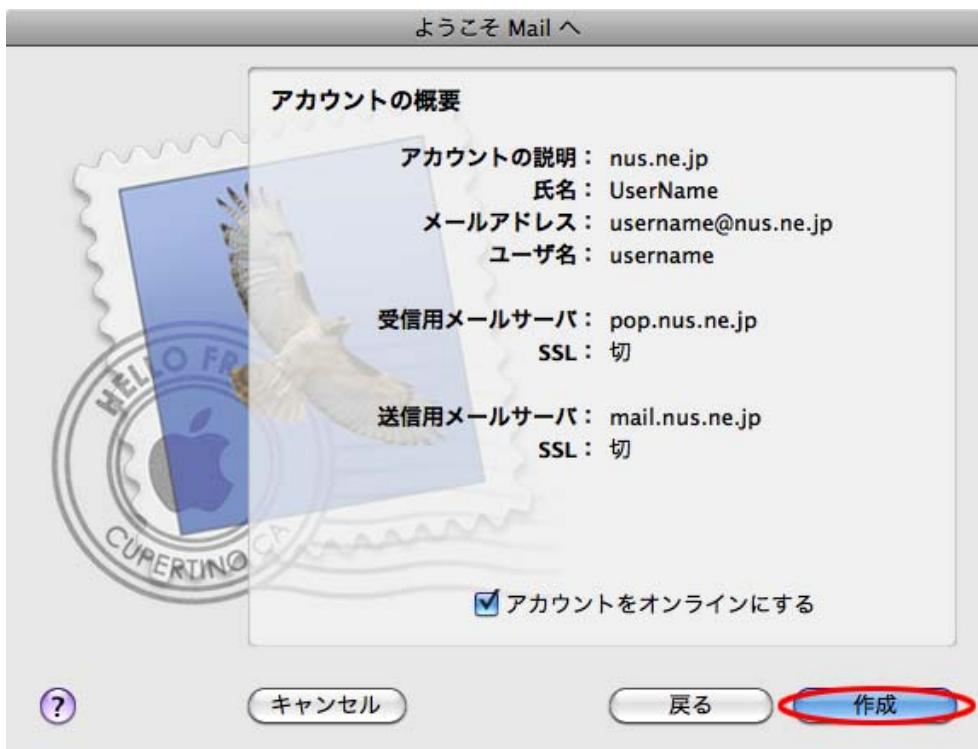 ようこそ Mail へ
アカウントの概要
アカウントの説明： nus.ne.jp
氏名： UserName
メールアドレス： username@nus.ne.jp
ユーザ名： username
受信用メールサーバ： pop.nus.ne.jp
SSL： 切
送信用メールサーバ： mail.nus.ne.jp
SSL： 切
HELLO FR
CUPERTINO CA
アカウントをオンラインにする
?
キャンセル
戻る
作成